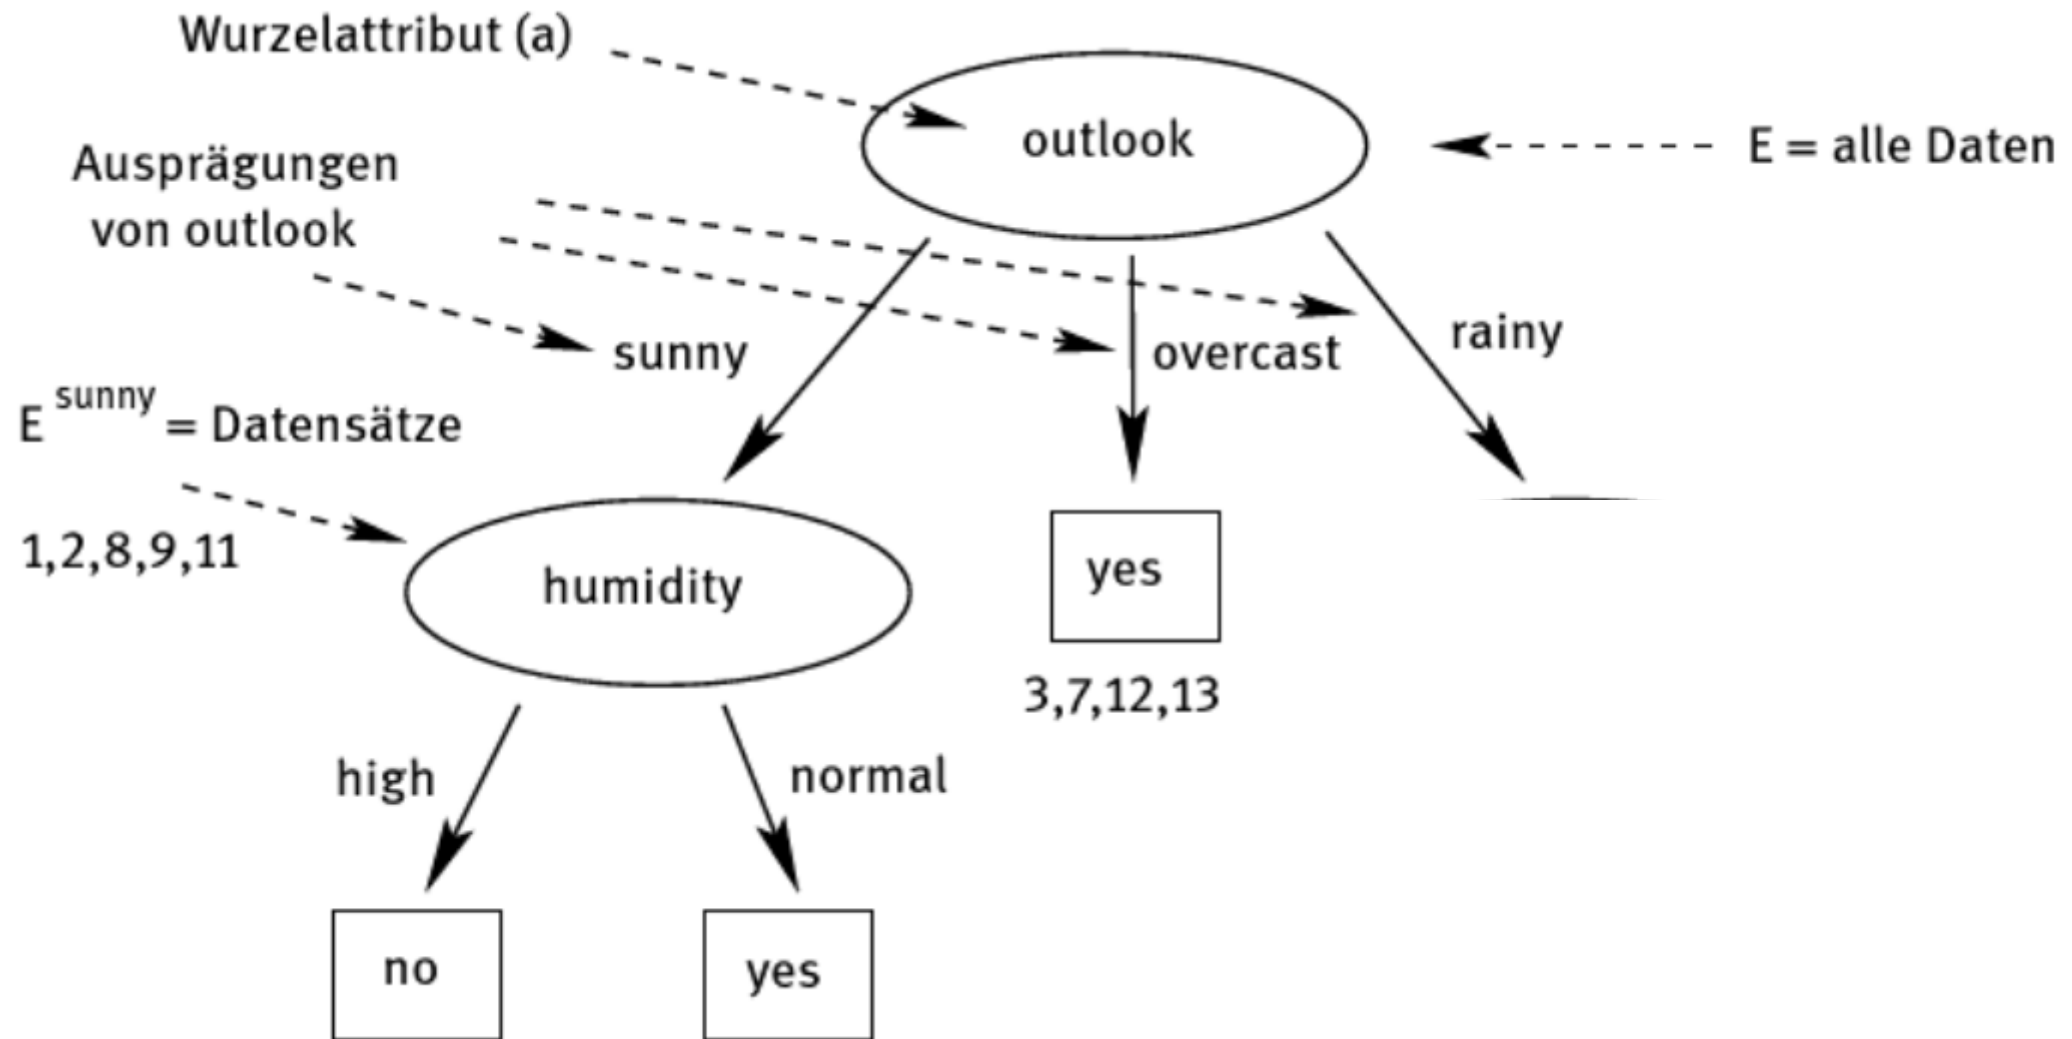 Wurzelattribut (a)
outlook
E = alle Daten
Ausprägungen
von outlook
sunny
overcast
rainy
E sunny = Datensätze
1,2,8,9,11
humidity
yes
3,7,12,13
high
normal
no
yes